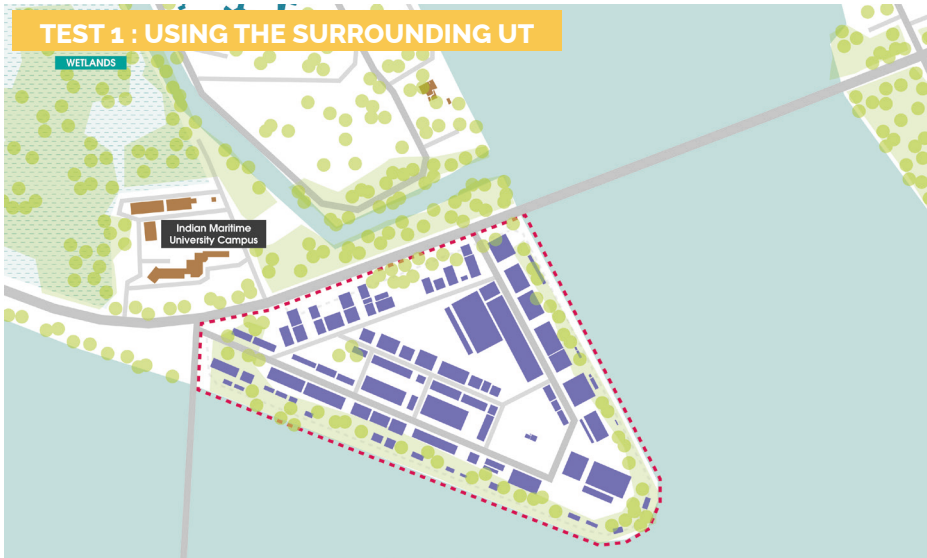 TEST 1 : USING THE SURROUNDING UT
WETLANDS
Indian Maritime
University Campus